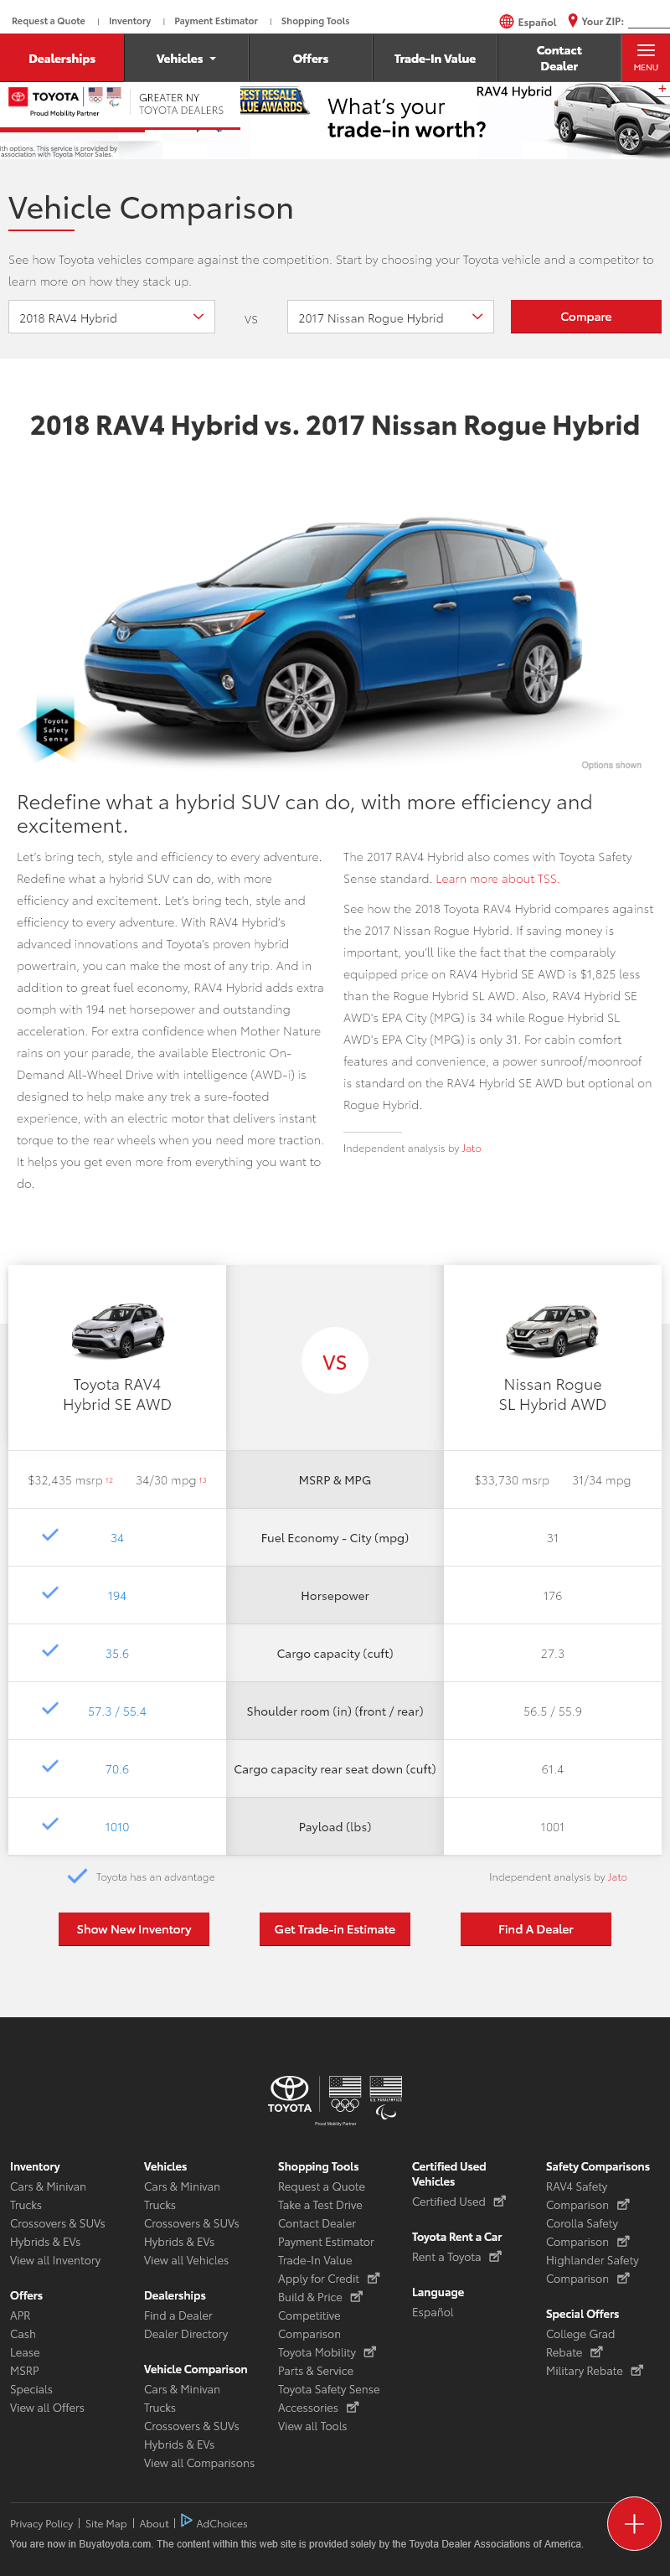 Request a Quote | Inventory | Payment Estimator | Shopping Tools Español Your ZIP:
Dealerships Vehicles Offers Trade-In Value Contact Dealer MENU
TOYOTA
Proud Mobility Partner
GREATER NY
TOYOTA DEALERS
BEST RESALE
VALUE AWARDS
What's your
trade-in worth?
RAV4 Hybrid
+
th options. This service is provided by
association with Toyota Motor Sales.
Vehicle Comparison
See how Toyota vehicles compare against the competition. Start by choosing your Toyota vehicle and a competitor to
learn more on how they stack up.
2018 RAV4 Hybrid VS 2017 Nissan Rogue Hybrid Compare
2018 RAV4 Hybrid vs. 2017 Nissan Rogue Hybrid
Toyota
Safety
Sense
Options shown
Redefine what a hybrid SUV can do, with more efficiency and
excitement.
Let's bring tech, style and efficiency to every adventure.
Redefine what a hybrid SUV can do, with more
efficiency and excitement. Let's bring tech, style and
efficiency to every adventure. With RAV4 Hybrid's
advanced innovations and Toyota's proven hybrid
powertrain, you can make the most of any trip. And in
addition to great fuel economy, RAV4 Hybrid adds extra
oomph with 194 net horsepower and outstanding
acceleration. For extra confidence when Mother Nature
rains on your parade, the available Electronic On-
Demand All-Wheel Drive with intelligence (AWD-i) is
designed to help make any trek a sure-footed
experience, with an electric motor that delivers instant
torque to the rear wheels when you need more traction.
It helps you get even more from everything you want to
do.
The 2017 RAV4 Hybrid also comes with Toyota Safety
Sense standard. Learn more about TSS.
See how the 2018 Toyota RAV4 Hybrid compares against
the 2017 Nissan Rogue Hybrid. If saving money is
important, you'll like the fact that the comparably
equipped price on RAV4 Hybrid SE AWD is $1,825 less
than the Rogue Hybrid SL AWD. Also, RAV4 Hybrid SE
AWD's EPA City (MPG) is 34 while Rogue Hybrid SL
AWD's EPA City (MPG) is only 31. For cabin comfort
features and convenience, a power sunroof/moonroof
is standard on the RAV4 Hybrid SE AWD but optional on
Rogue Hybrid.
Independent analysis by Jato
Toyota RAV4
Hybrid SE AWD
VS
Nissan Rogue
SL Hybrid AWD
$32,435 msrp 12 34/30 mpg 13 MSRP & MPG $33,730 msrp 31/34 mpg
34 Fuel Economy - City (mpg) 31
194 Horsepower 176
35.6 Cargo capacity (cuft) 27.3
57.3 / 55.4 Shoulder room (in) (front / rear) 56.5 / 55.9
70.6 Cargo capacity rear seat down (cuft) 61.4
1010 Payload (lbs) 1001
Toyota has an advantage Independent analysis by Jato
Show New Inventory Get Trade-in Estimate Find A Dealer
TOYOTA
Proud Mobility Partner
U.S. PARALYMPICS
Inventory
Cars & Minivan
Trucks
Crossovers & SUVs
Hybrids & EVs
View all Inventory
Offers
APR
Cash
Lease
MSRP
Specials
View all Offers
Vehicles
Cars & Minivan
Trucks
Crossovers & SUVs
Hybrids & EVs
View all Vehicles
Dealerships
Find a Dealer
Dealer Directory
Vehicle Comparison
Cars & Minivan
Trucks
Crossovers & SUVs
Hybrids & EVs
View all Comparisons
Shopping Tools
Request a Quote
Take a Test Drive
Contact Dealer
Payment Estimator
Trade-In Value
Apply for Credit
Build & Price
Competitive
Comparison
Toyota Mobility
Parts & Service
Toyota Safety Sense
Accessories
View all Tools
Certified Used
Vehicles
Certified Used
Toyota Rent a Car
Rent a Toyota
Language
Español
Safety Comparisons
RAV4 Safety
Comparison
Corolla Safety
Comparison
Highlander Safety
Comparison
Special Offers
College Grad
Rebate
Military Rebate
Privacy Policy | Site Map | About | AdChoices
You are now in Buyatoyota.com. The content within this web site is provided solely by the Toyota Dealer Associations of America.